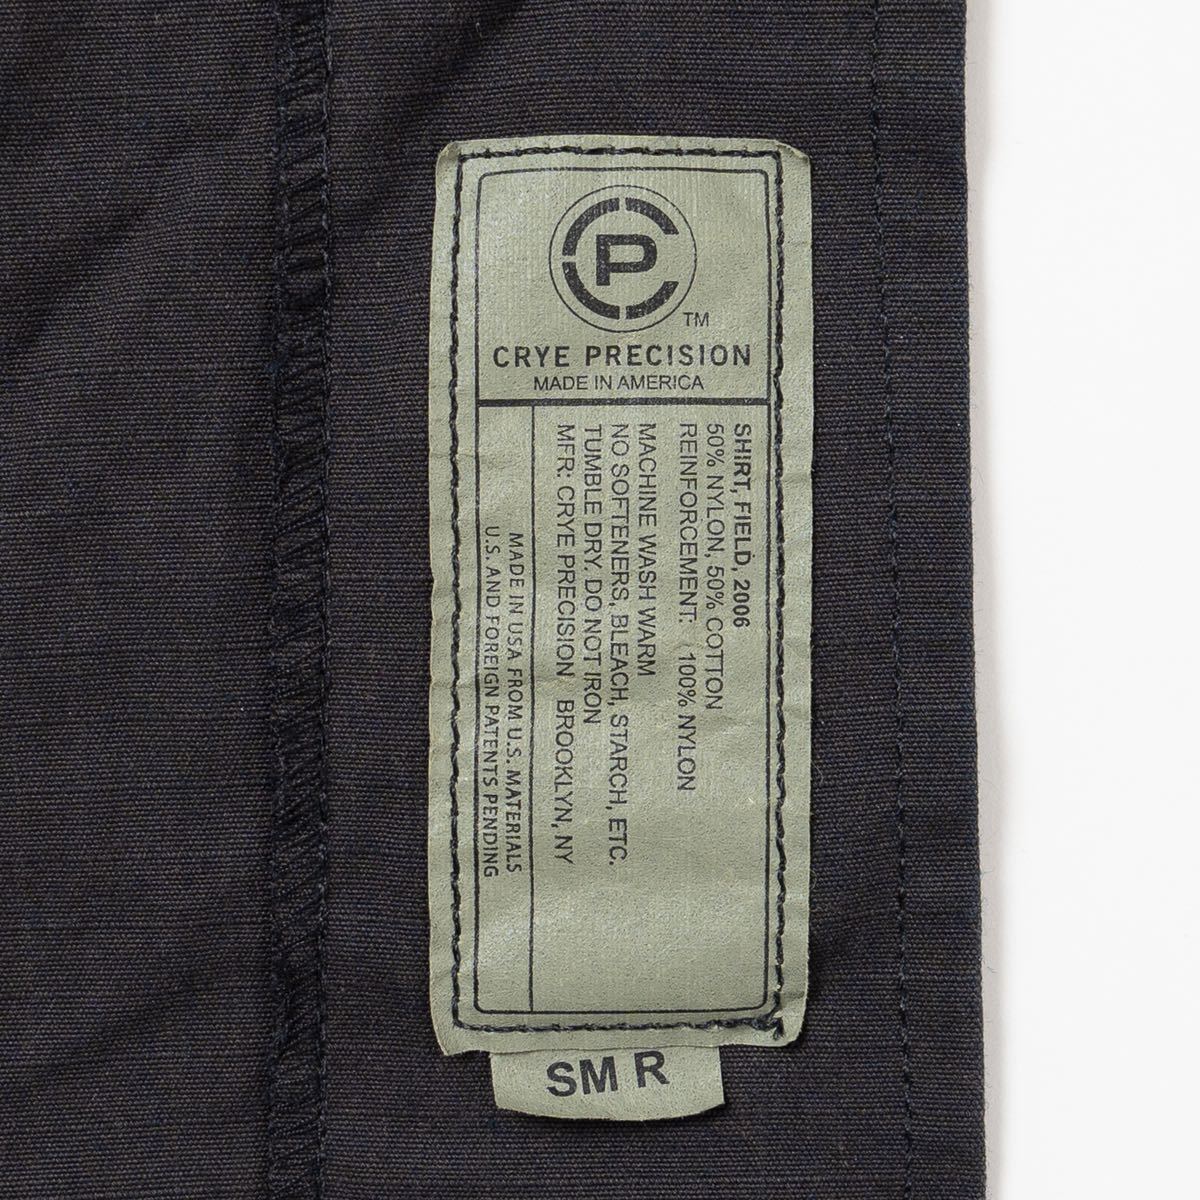 P
TM
CRYE PRECISION
MADE IN AMERICA
SHIRT, FIELD, 2006
50% NYLON, 50% COTTON
REINFORCEMENT: 100% NYLON
MACHINE WASH WARM
NO SOFTENERS, BLEACH, STARCH, ETC.
TUMBLE DRY. DO NOT IRON
MFR: CRYE PRECISION BROOKLYN, NY
MADE IN USA FROM U.S. MATERIALS
U.S. AND FOREIGN PATENTS PENDING
SM R